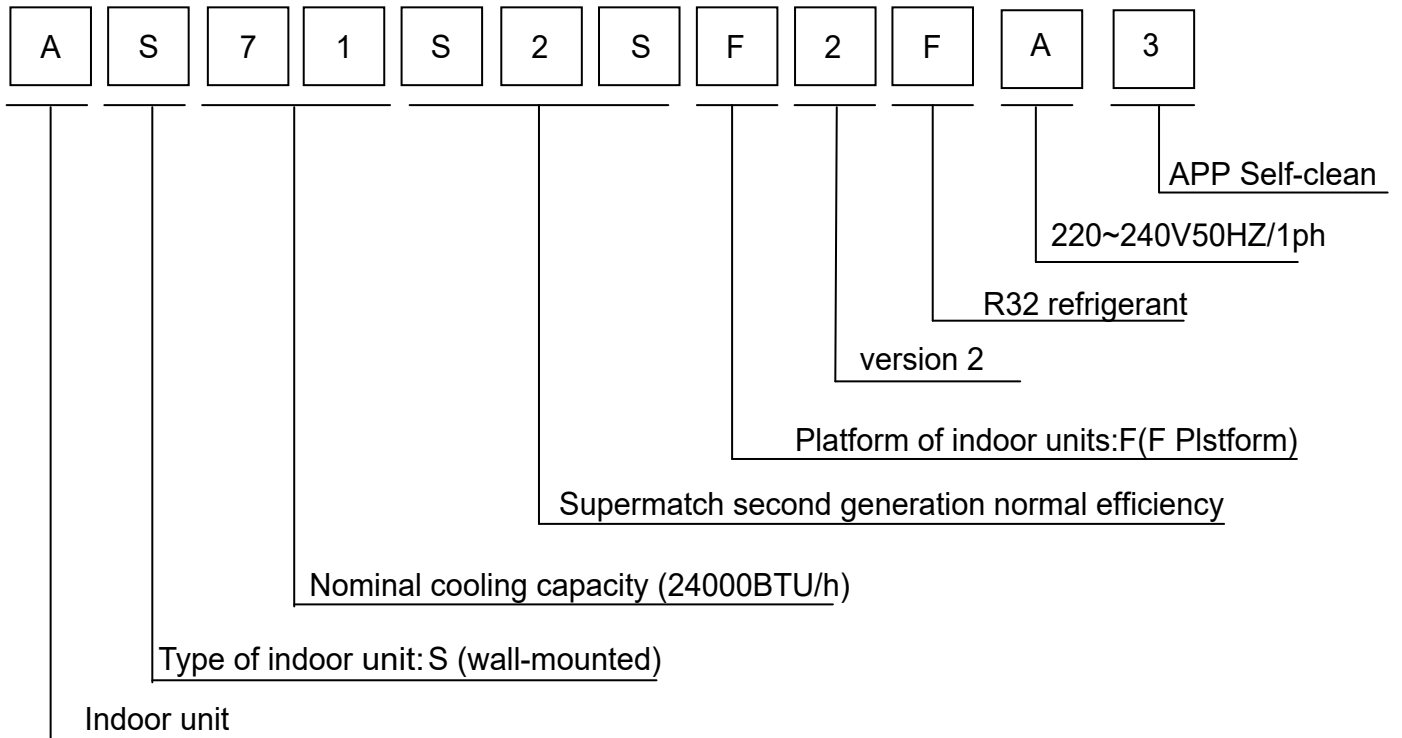 A S 7 1 S 2 S F 2 F A 3
APP Self-clean
220~240V50HZ/1ph
R32 refrigerant
version 2
Platform of indoor units:F(F Plstform)
Supermatch second generation normal efficiency
Nominal cooling capacity (24000BTU/h)
Type of indoor unit: S (wall-mounted)
Indoor unit